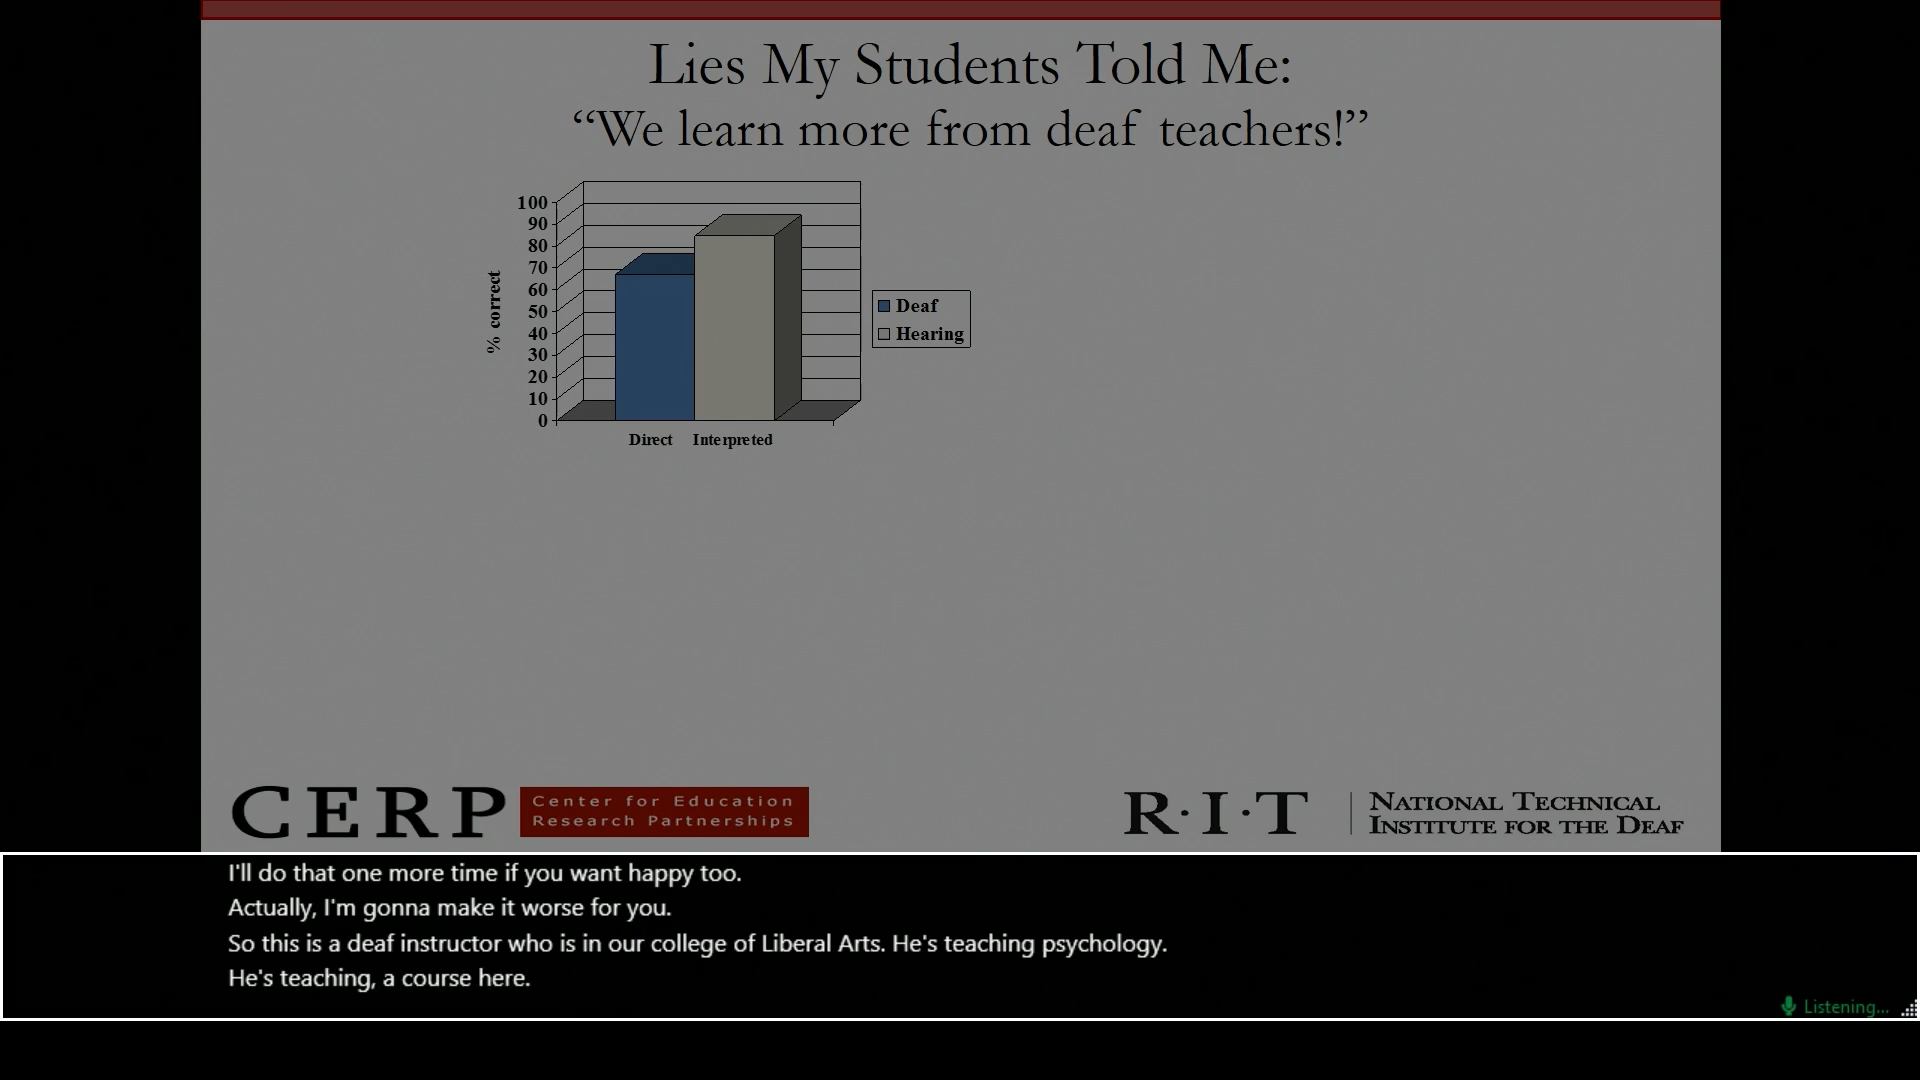 Lies My Students Told Me:
“We learn more from deaf teachers!”
100
90
80
70
60
50
40
30
20
10
0
% correct
Direct Interpreted
Deaf
Hearing
CERP
Center for Education
Research Partnerships
R·I·T
National Technical
Institute for the Deaf
I'll do that one more time if you want happy too.
Actually, I'm gonna make it worse for you.
So this is a deaf instructor who is in our college of Liberal Arts. He's teaching psychology.
He's teaching, a course here.
Listening...